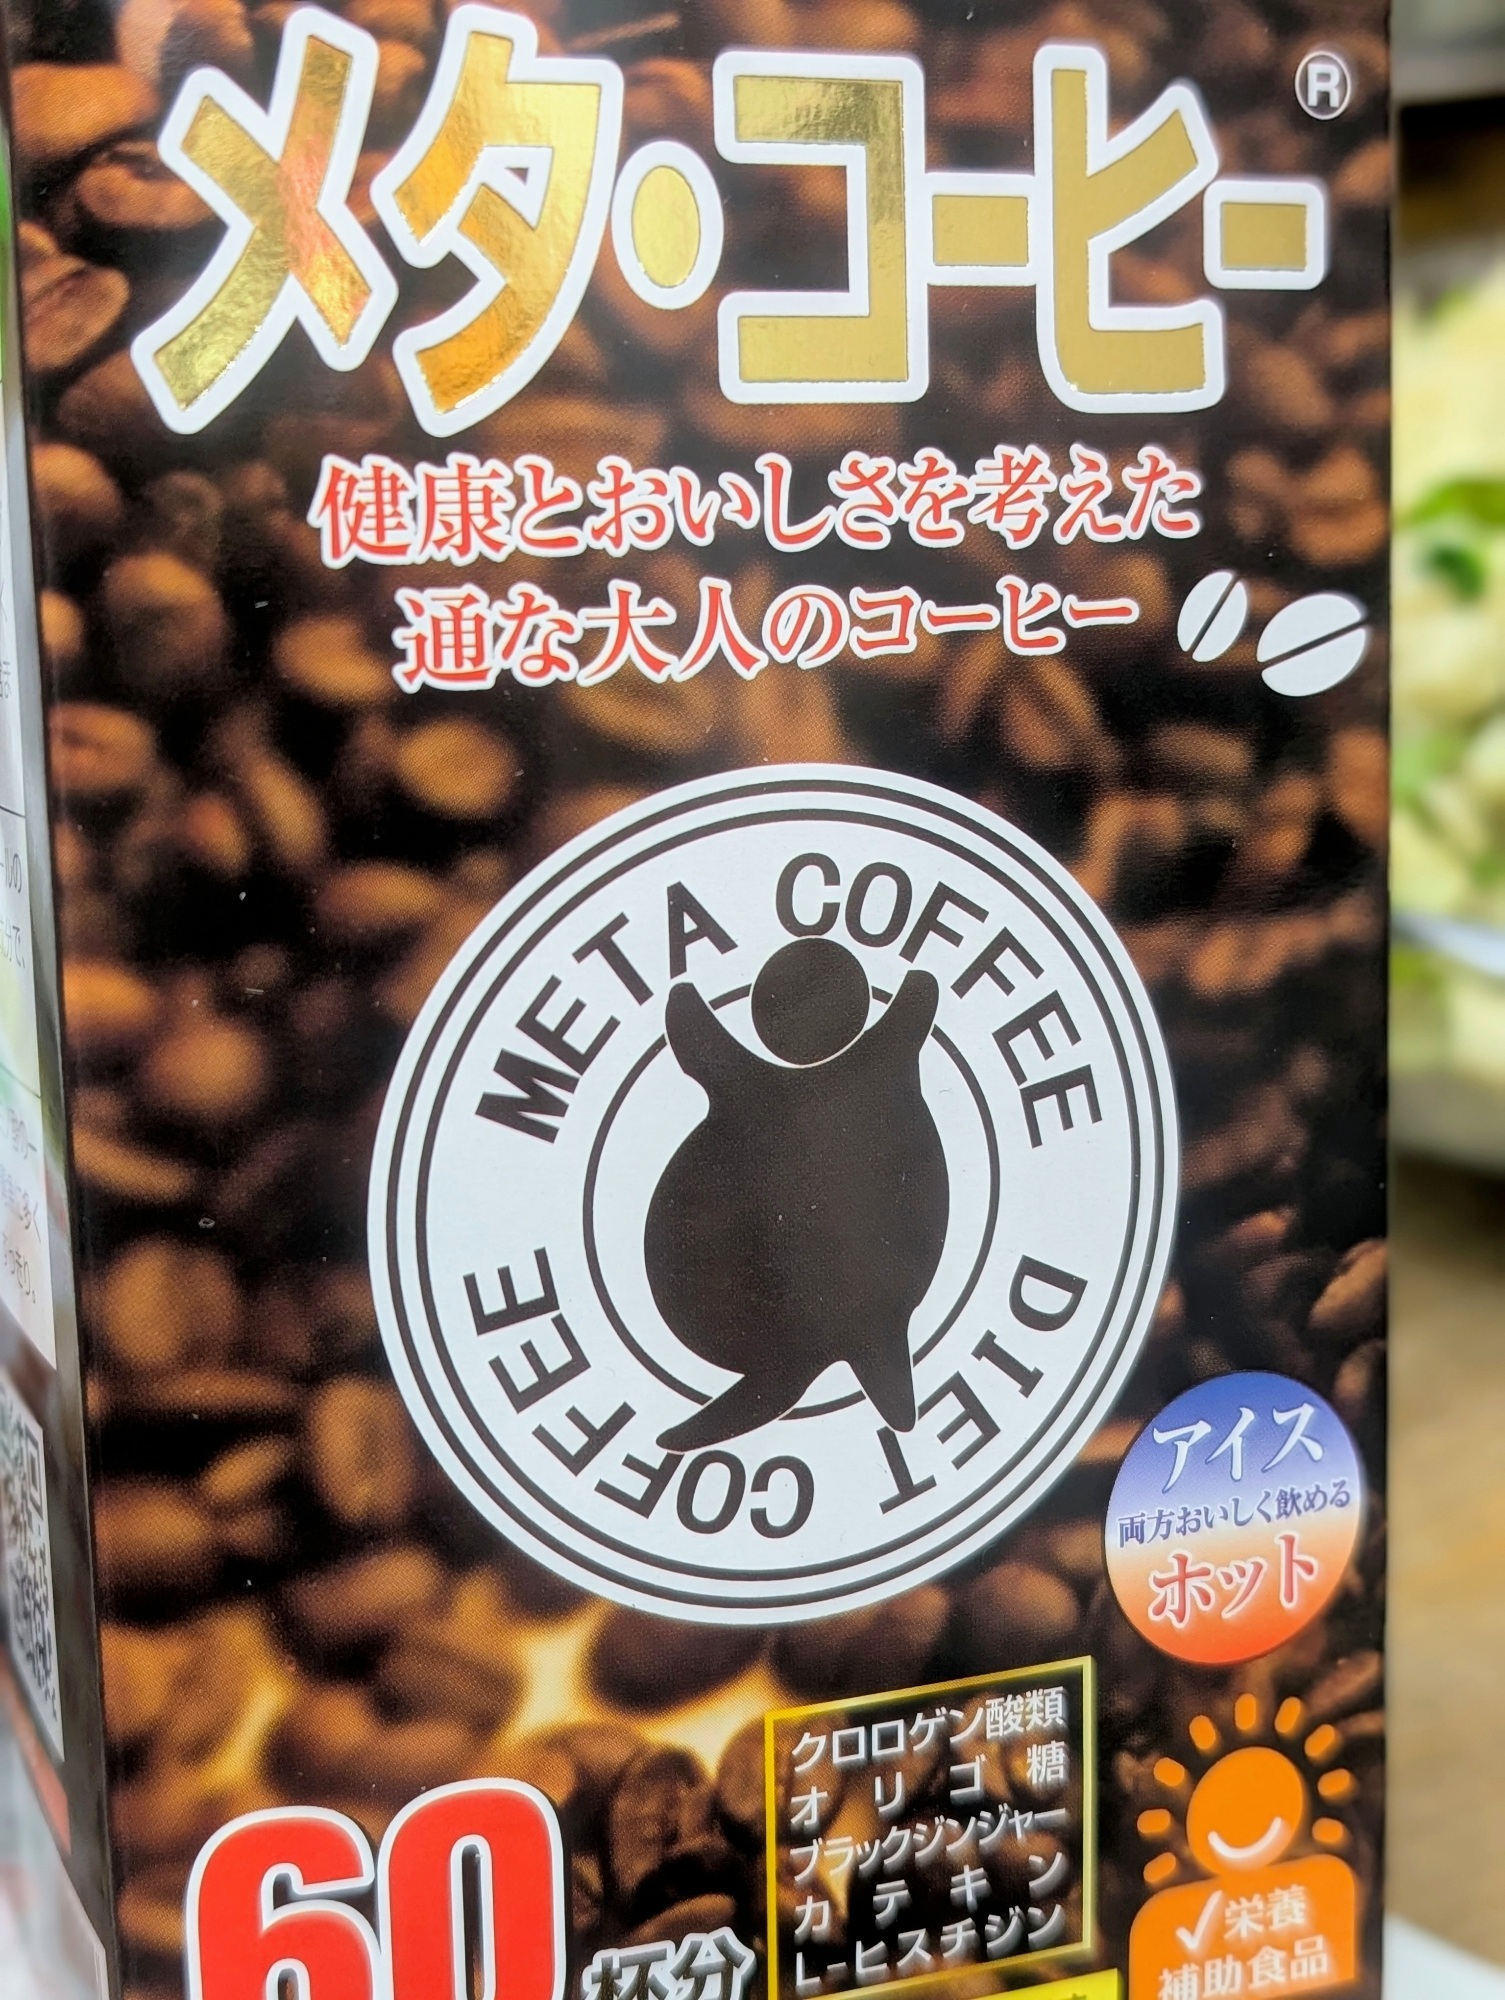 メタ・コーヒー®
健康とおいしさを考えた
通な大人のコーヒー
META COFFEE
DIET COFFEE
アイス
両方おいしく飲める
ホット
クロロゲン酸類
オリゴ糖
ブラックジンジャー
カテキン
L-ヒスチジン
60杯分
✓栄養
補助食品